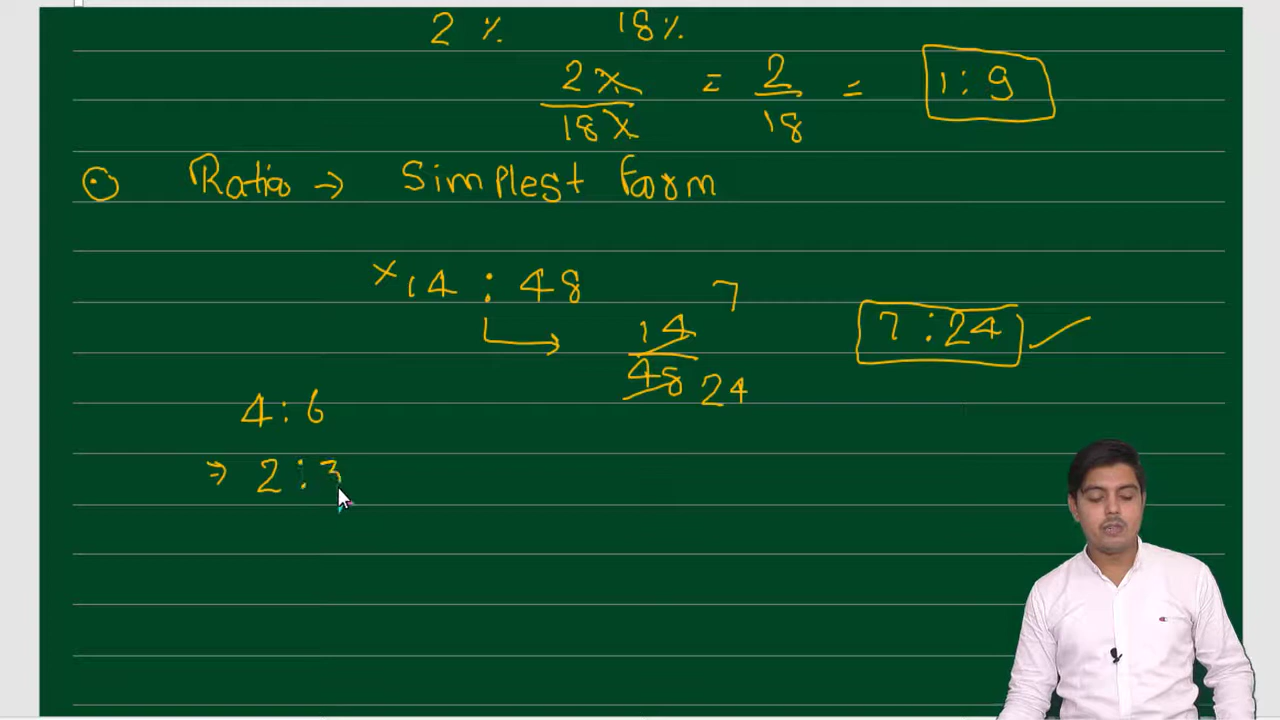 2 % 18%
2x/18x = 2/18 = 1:9
⊙ Ratio → Simplest Form
x14 : 48
14/48 7 24
7:24 ✓
4:6
⇒ 2:3